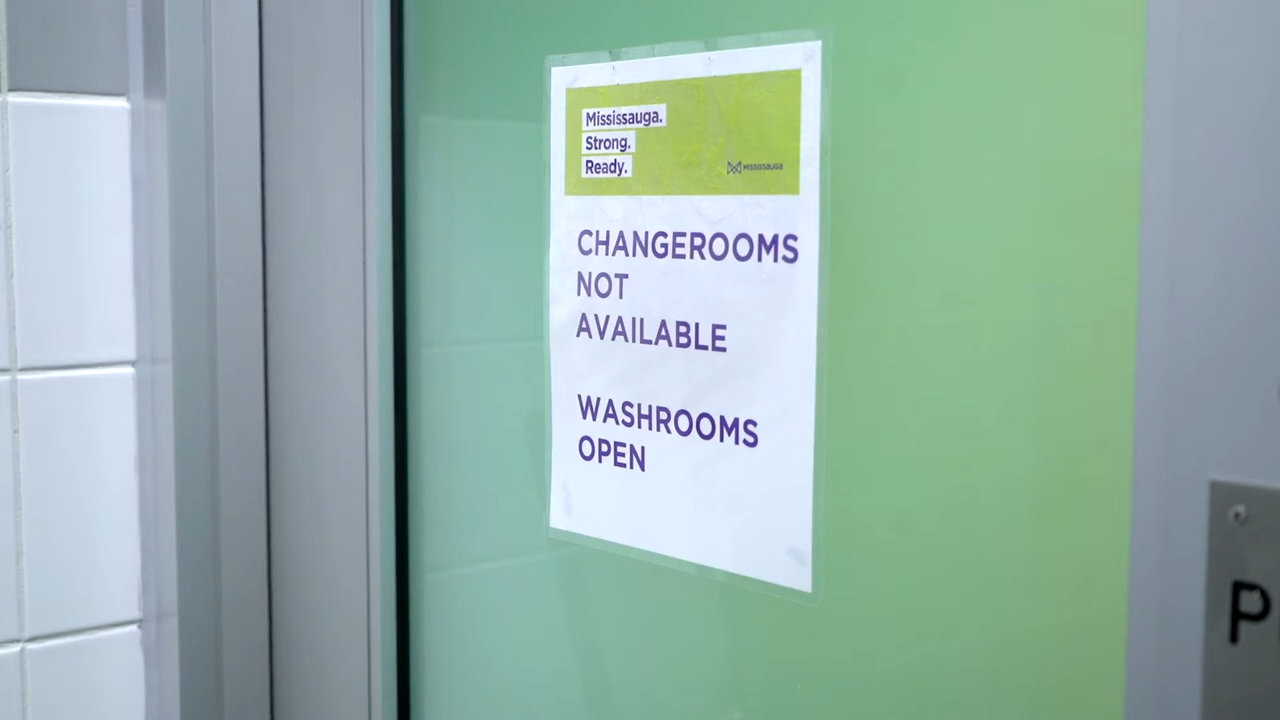 Mississauga.
Strong.
Ready.
MISSISSAUGA
CHANGEROOMS
NOT
AVAILABLE
WASHROOMS
OPEN
P